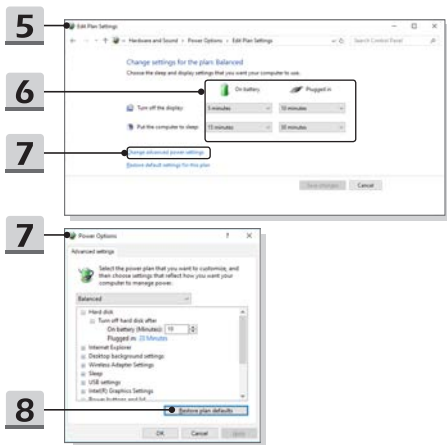 5
Edit Plan Settings
Hardware and Sound › Power Options › Edit Plan Settings
Search Control Panel
Change settings for the plan: Balanced
Choose the sleep and display settings that you want your computer to use.
6
On battery
Plugged in
Turn off the display:
5 minutes
10 minutes
Put the computer to sleep:
15 minutes
30 minutes
7
Change advanced power settings
Restore default settings for this plan
Save changes
Cancel
7
Power Options
? ×
Advanced settings
Select the power plan that you want to customize, and
then choose settings that reflect how you want your
computer to manage power.
Balanced
Hard disk
Turn off hard disk after
On battery (Minutes): 10
Plugged in: 20 Minutes
Internet Explorer
Desktop background settings
Wireless Adapter Settings
Sleep
USB settings
Intel(R) Graphics Settings
Power buttons and lid
8
Restore plan defaults
OK
Cancel
Apply